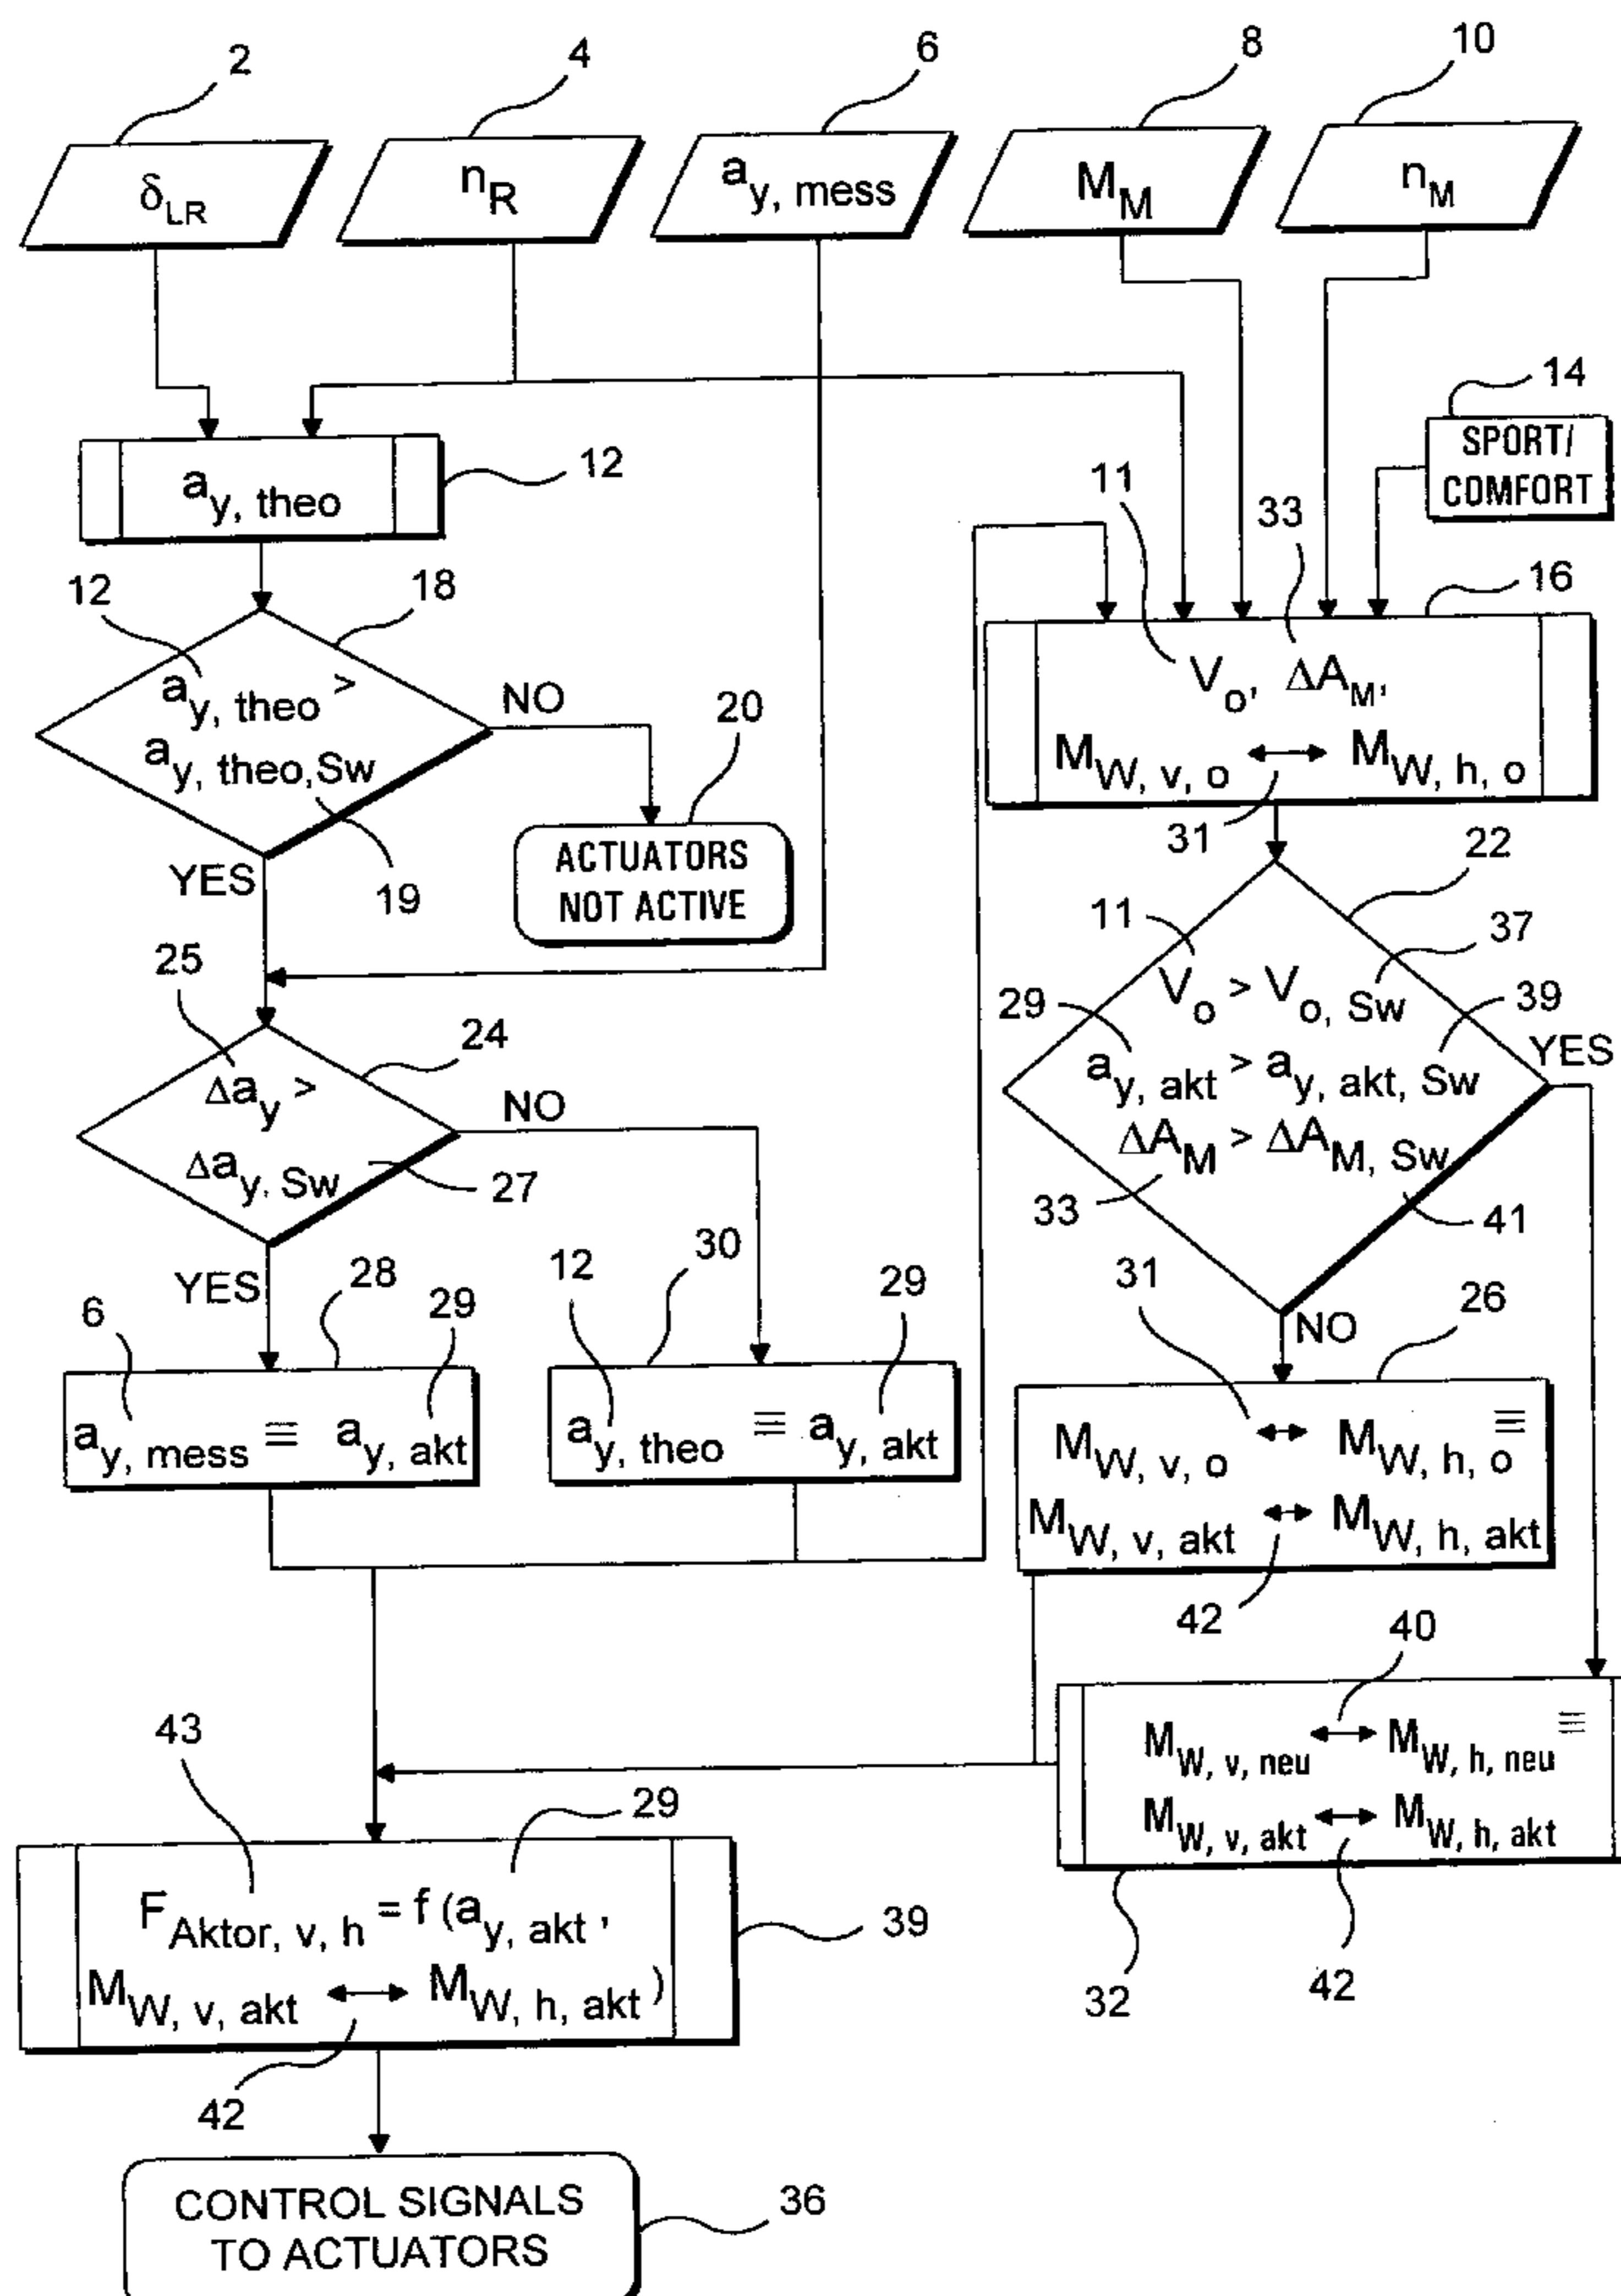 2
4
6
8
10
δLR
nR
ay, mess
MM
nM
14
SPORT/
COMFORT
12
ay, theo
11
33
16
Vo, ΔAM,
MW, v, o ↔ MW, h, o
31
12
18
ay, theo >
ay, theo, Sw
19
NO
YES
20
ACTUATORS
NOT ACTIVE
22
11
37
Vo > Vo, Sw
29
39
ay, akt > ay, akt, Sw
ΔAM > ΔAM, Sw
33
41
YES
NO
25
24
Δay >
Δay, Sw
27
NO
YES
6
28
29
ay, mess ≡ ay, akt
12
30
29
ay, theo ≡ ay, akt
31
26
MW, v, o ↔ MW, h, o ≡
MW, v, akt ↔ MW, h, akt
42
40
MW, v, neu ↔ MW, h, neu ≡
MW, v, akt ↔ MW, h, akt
32
42
43
29
FAktor, v, h = f (ay, akt,
MW, v, akt ↔ MW, h, akt)
39
42
CONTROL SIGNALS
TO ACTUATORS
36